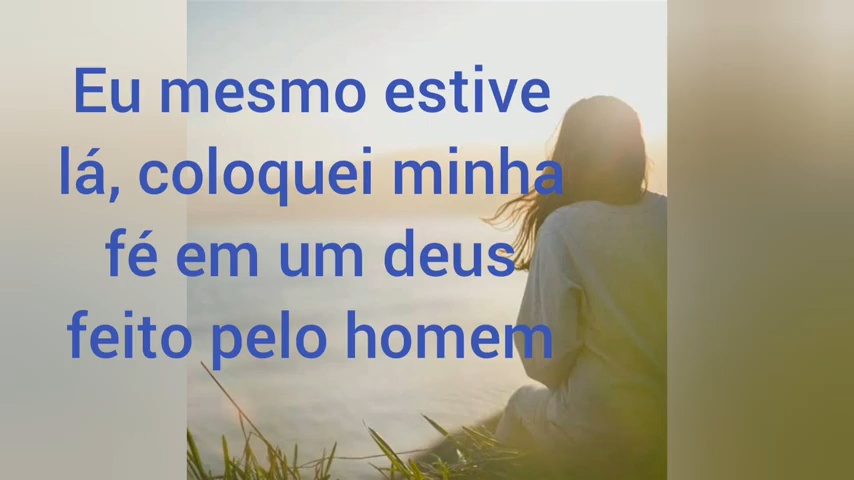 Eu mesmo estive
lá, coloquei minha
fé em um deus
feito pelo homem